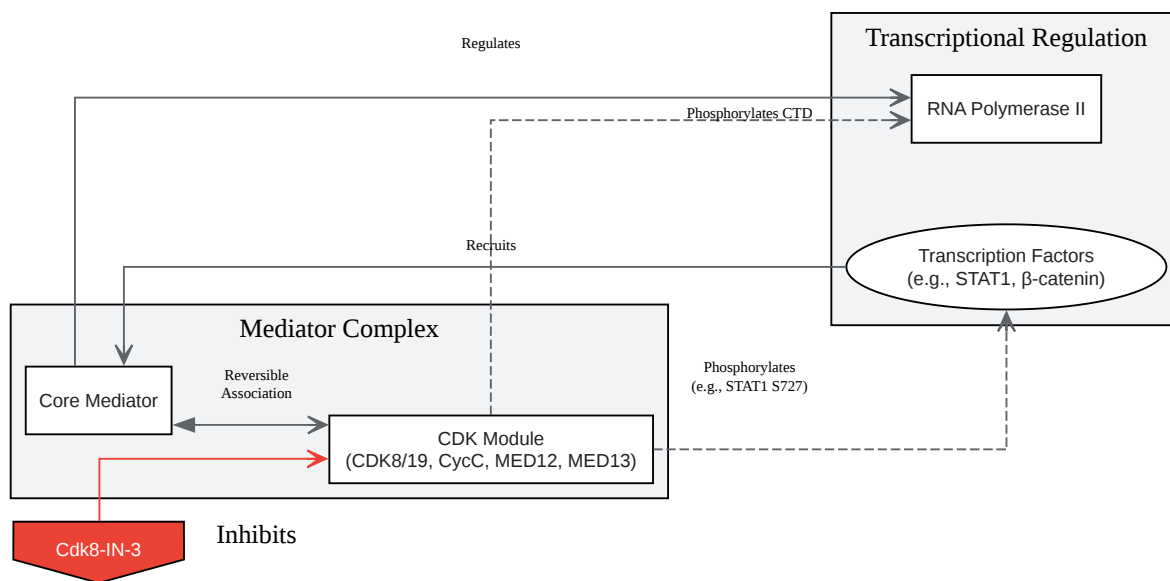 Regulates
Transcriptional Regulation
RNA Polymerase II
Phosphorylates CTD
Recruits
Transcription Factors
(e.g., STAT1, β-catenin)
Mediator Complex
Core Mediator
Reversible
Association
Phosphorylates
(e.g., STAT1 S727)
CDK Module
(CDK8/19, CycC, MED12, MED13)
Cdk8-IN-3
Inhibits